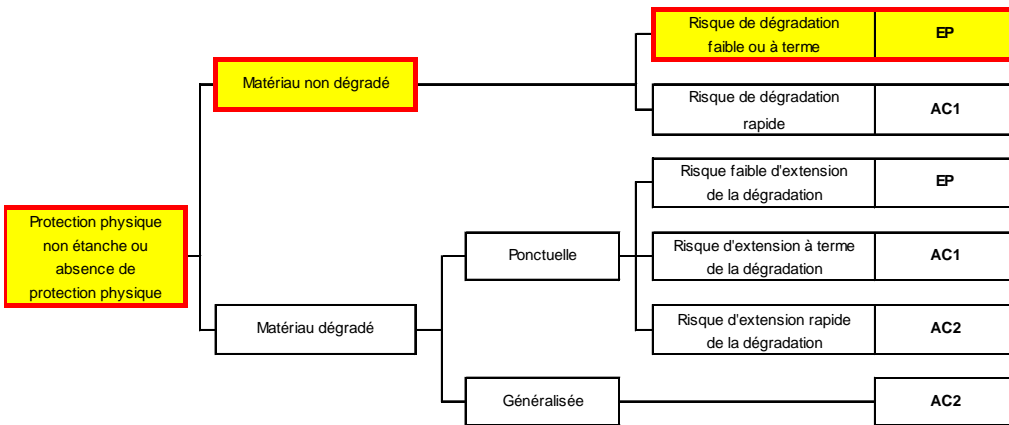 Risque de dégradation
faible ou à terme
EP
Matériau non dégradé
Risque de dégradation
rapide
AC1
Risque faible d'extension
de la dégradation
EP
Protection physique
non étanche ou
absence de
protection physique
Ponctuelle
Risque d'extension à terme
de la dégradation
AC1
Matériau dégradé
Risque d'extension rapide
de la dégradation
AC2
Généralisée
AC2